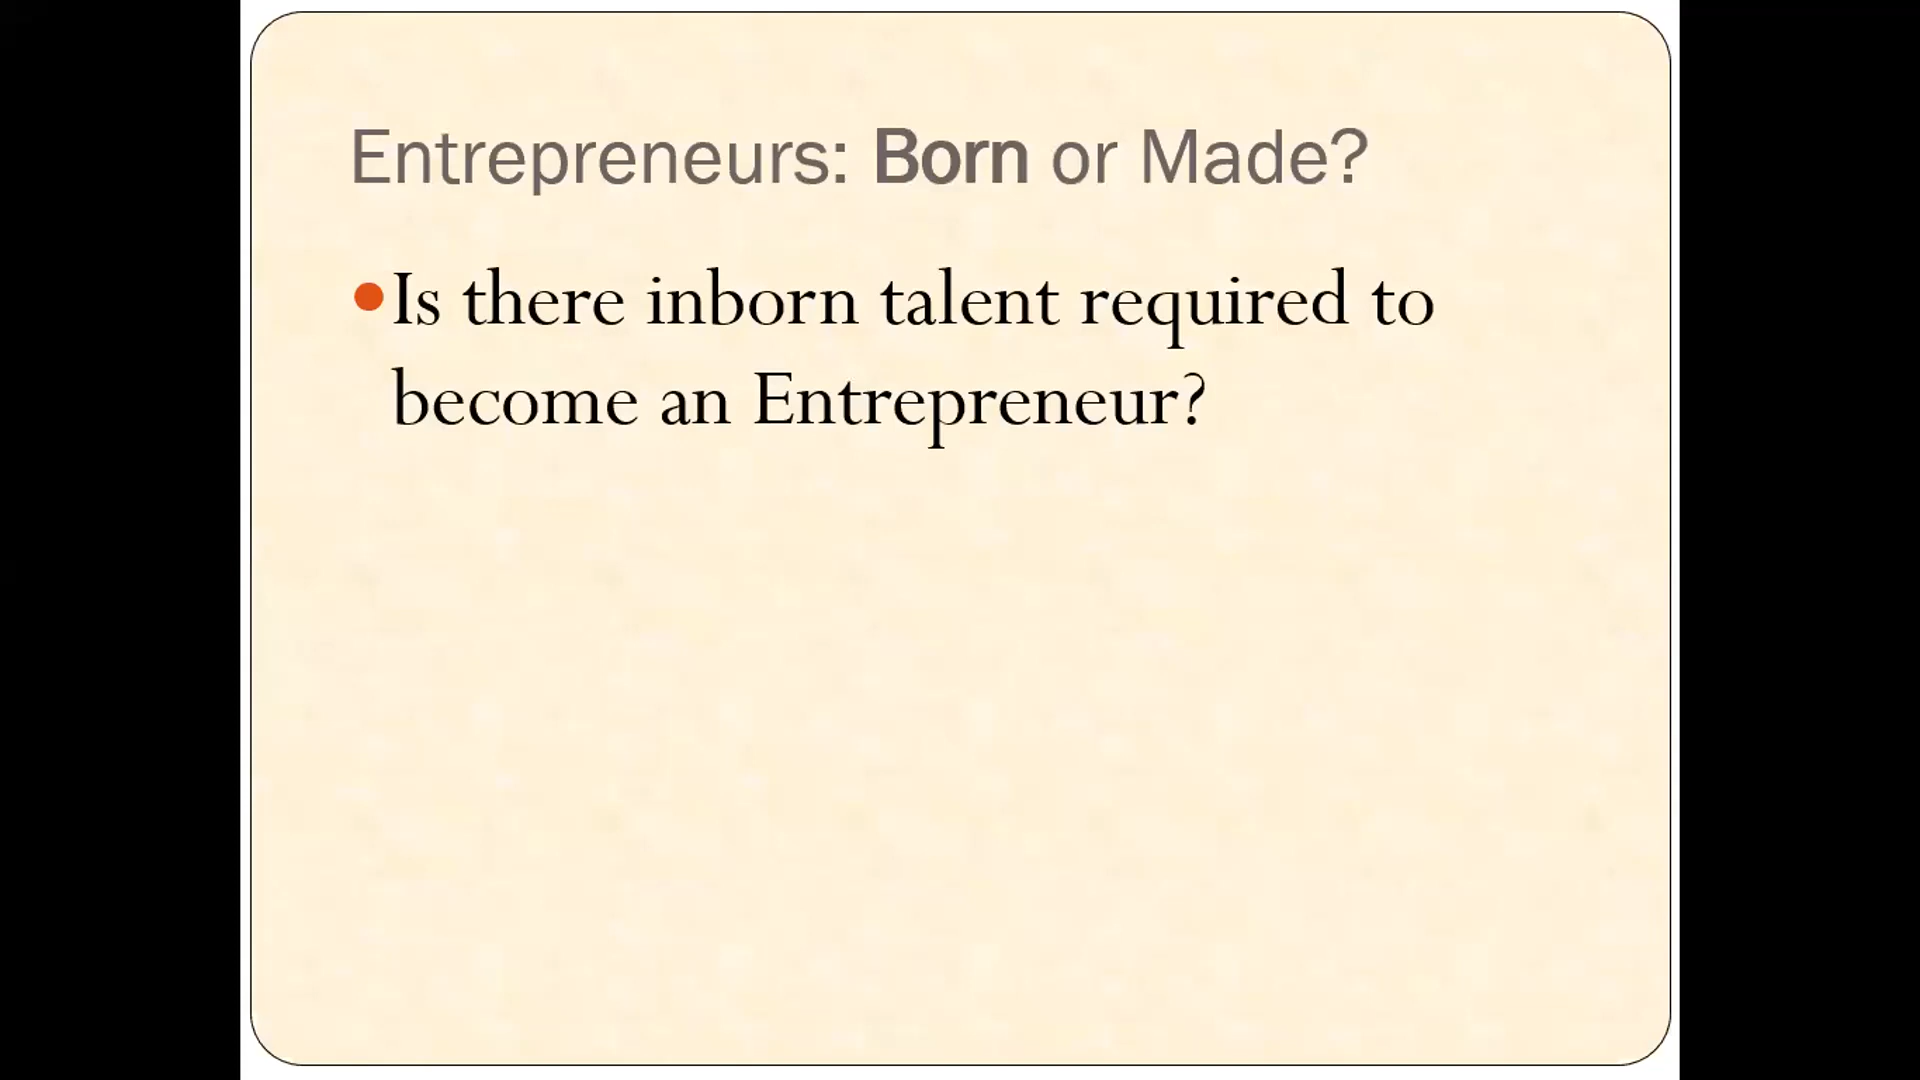 Entrepreneurs: Born or Made?
•Is there inborn talent required to
become an Entrepreneur?